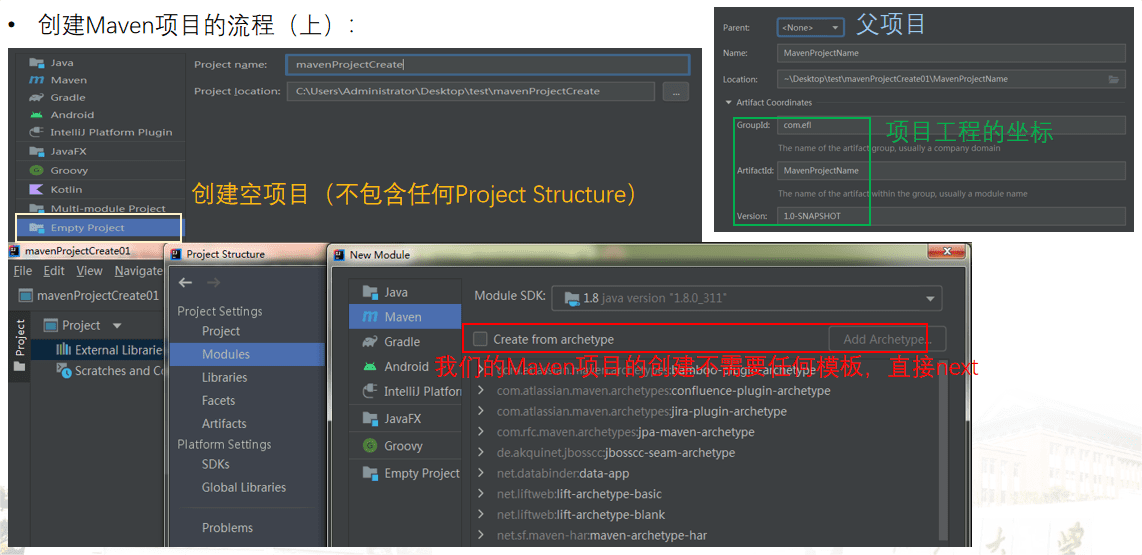 • 创建Maven项目的流程（上）：
Java
Maven
Gradle
Android
IntelliJ Platform Plugin
JavaFX
Groovy
Kotlin
Multi-module Project
Empty Project
Project name: mavenProjectCreate
Project location: C:\Users\Administrator\Desktop\test\mavenProjectCreate ...
创建空项目（不包含任何Project Structure）
Parent: <None> 父项目
Name: MavenProjectName
Location: ~\Desktop\test\mavenProjectCreate01\MavenProjectName
Artifact Coordinates
GroupId: com.efl
项目工程的坐标
The name of the artifact group, usually a company domain
ArtifactId: MavenProjectName
The name of the artifact within the group, usually a module name
Version: 1.0-SNAPSHOT
mavenProjectCreate01
File Edit View Navigate
mavenProjectCreate01
Project
Project
External Librarie
Scratches and Co
Project Structure
Project Settings
Project
Modules
Libraries
Facets
Artifacts
Platform Settings
SDKs
Global Libraries
Problems
New Module
Java
Maven
Gradle
Android
IntelliJ Platfor
JavaFX
Groovy
Empty Project
Module SDK: 1.8 java version "1.8.0_311"
Create from archetype Add Archetype...
我们的Maven项目的创建不需要任何模板，直接next
com.atlassian.maven.archetypes:bamboo-plugin-archetype
com.atlassian.maven.archetypes:confluence-plugin-archetype
com.atlassian.maven.archetypes:jira-plugin-archetype
com.rfc.maven.archetypes:jpa-maven-archetype
de.akquinet.jbosscc:jbosscc-seam-archetype
net.databinder:data-app
net.liftweb:lift-archetype-basic
net.liftweb:lift-archetype-blank
net.sf.maven-har:maven-archetype-har